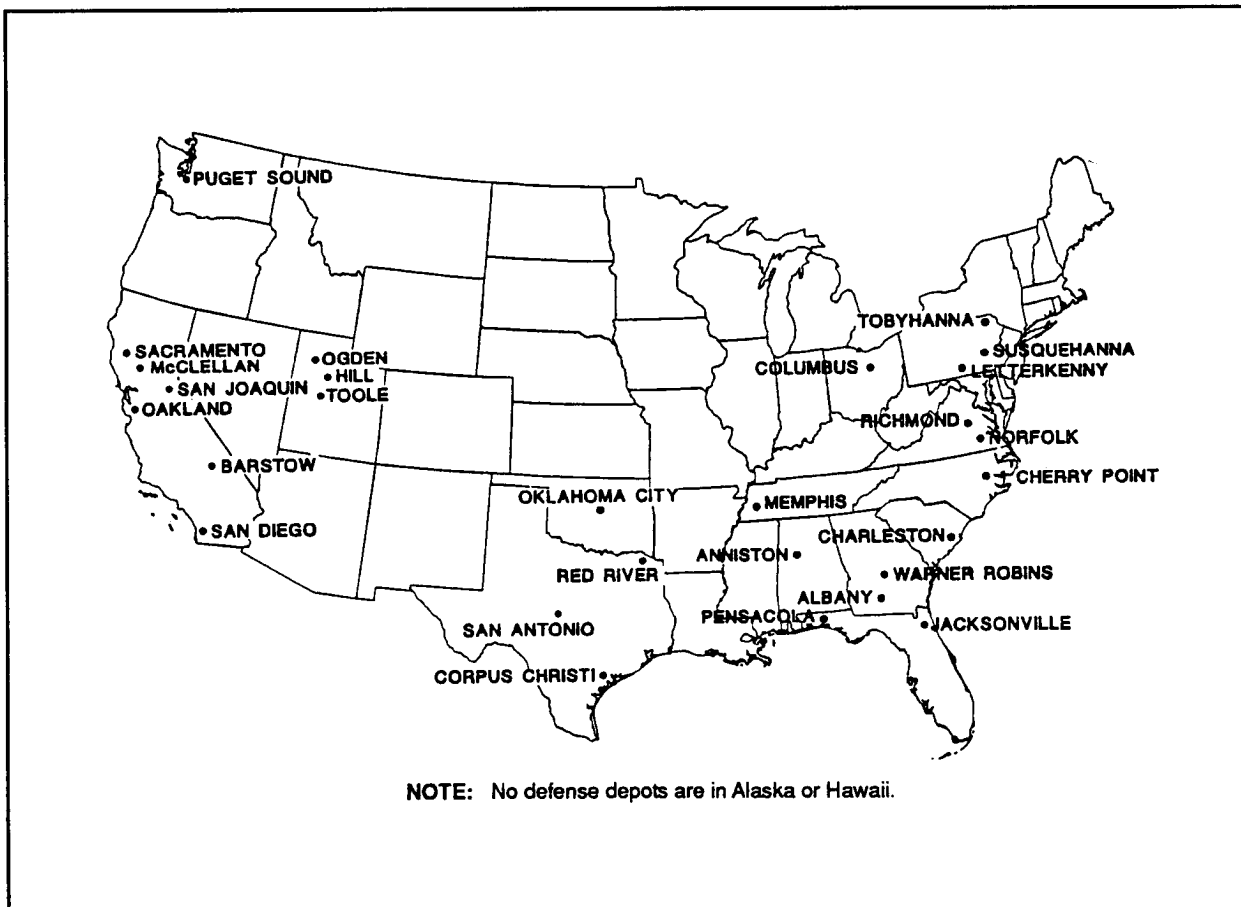 PUGET SOUND
TOBYHANNA
SACRAMENTO
OGDEN
SUSQUEHANNA
McCLELLAN
HILL
COLUMBUS
LETTERKENNY
SAN JOAQUIN
TOOLE
OAKLAND
RICHMOND
NORFOLK
BARSTOW
CHERRY POINT
OKLAHOMA CITY
MEMPHIS
SAN DIEGO
CHARLESTON
ANNISTON
RED RIVER
WARNER ROBINS
ALBANY
PENSACOLA
JACKSONVILLE
SAN ANTONIO
CORPUS CHRISTI
NOTE: No defense depots are in Alaska or Hawaii.